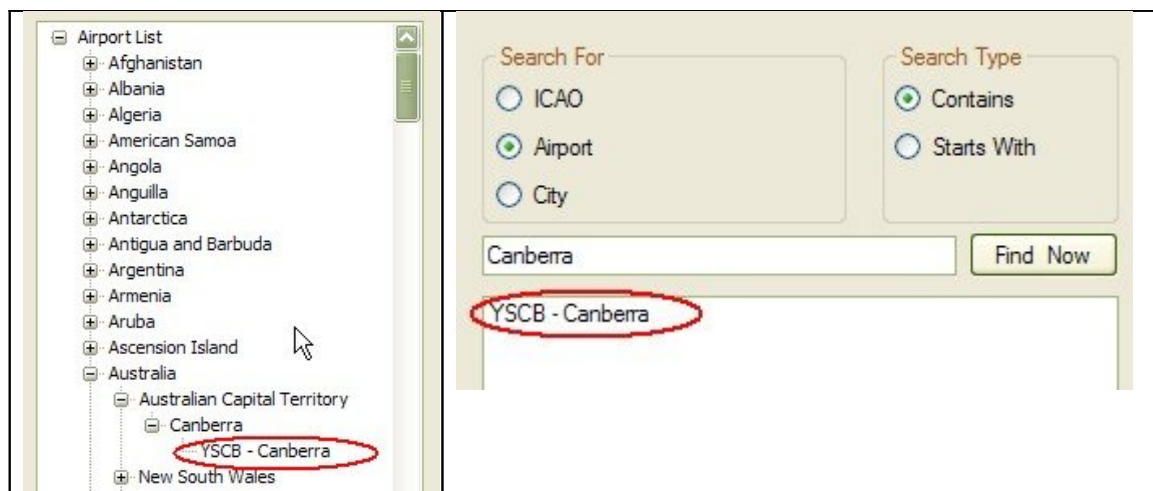 Airport List
Afghanistan
Albania
Algeria
American Samoa
Angola
Anguilla
Antarctica
Antigua and Barbuda
Argentina
Armenia
Aruba
Ascension Island
Australia
Australian Capital Territory
Canberra
YSCB - Canberra
New South Wales
Search For
ICAO
Airport
City
Search Type
Contains
Starts With
Canberra
Find Now
YSCB - Canberra